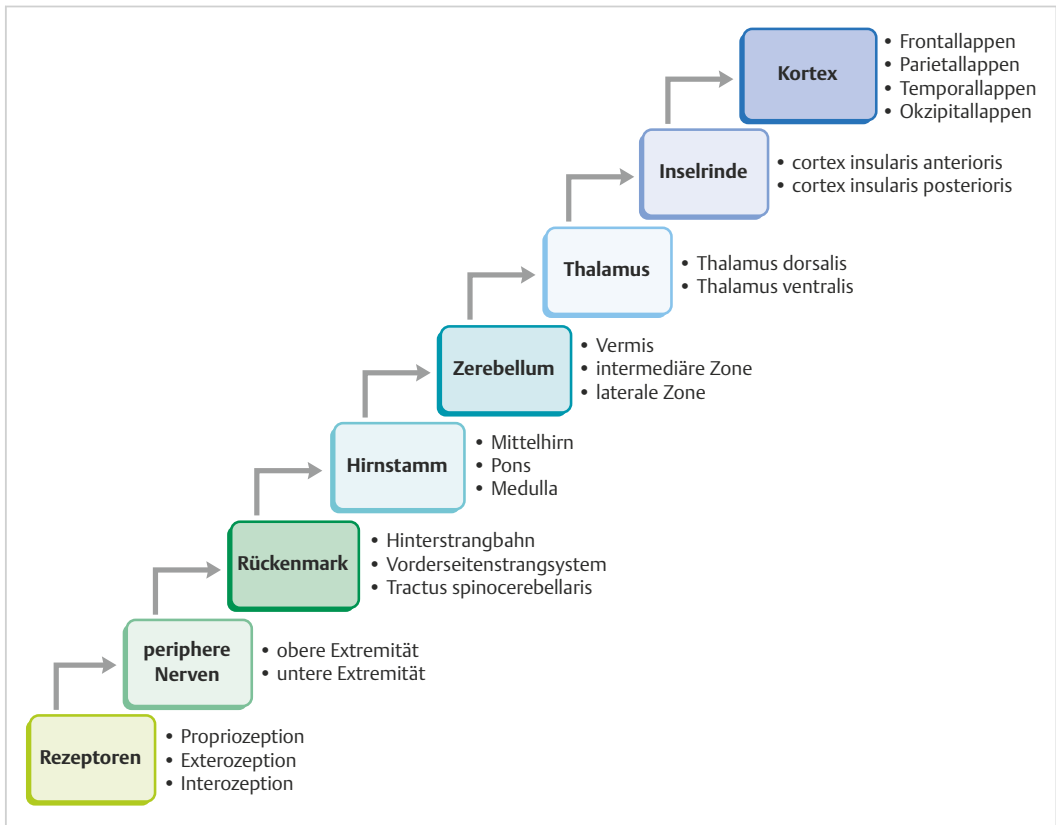 Kortex
• Frontallappen
• Parietallappen
• Temporallappen
• Okzipitallappen
Inselrinde
• cortex insularis anterioris
• cortex insularis posterioris
Thalamus
• Thalamus dorsalis
• Thalamus ventralis
Zerebellum
• Vermis
• intermediäre Zone
• laterale Zone
Hirnstamm
• Mittelhirn
• Pons
• Medulla
Rückenmark
• Hinterstrangbahn
• Vorderseitenstrangsystem
• Tractus spinocerebellaris
periphere
Nerven
• obere Extremität
• untere Extremität
Rezeptoren
• Propriozeption
• Exterozeption
• Interozeption